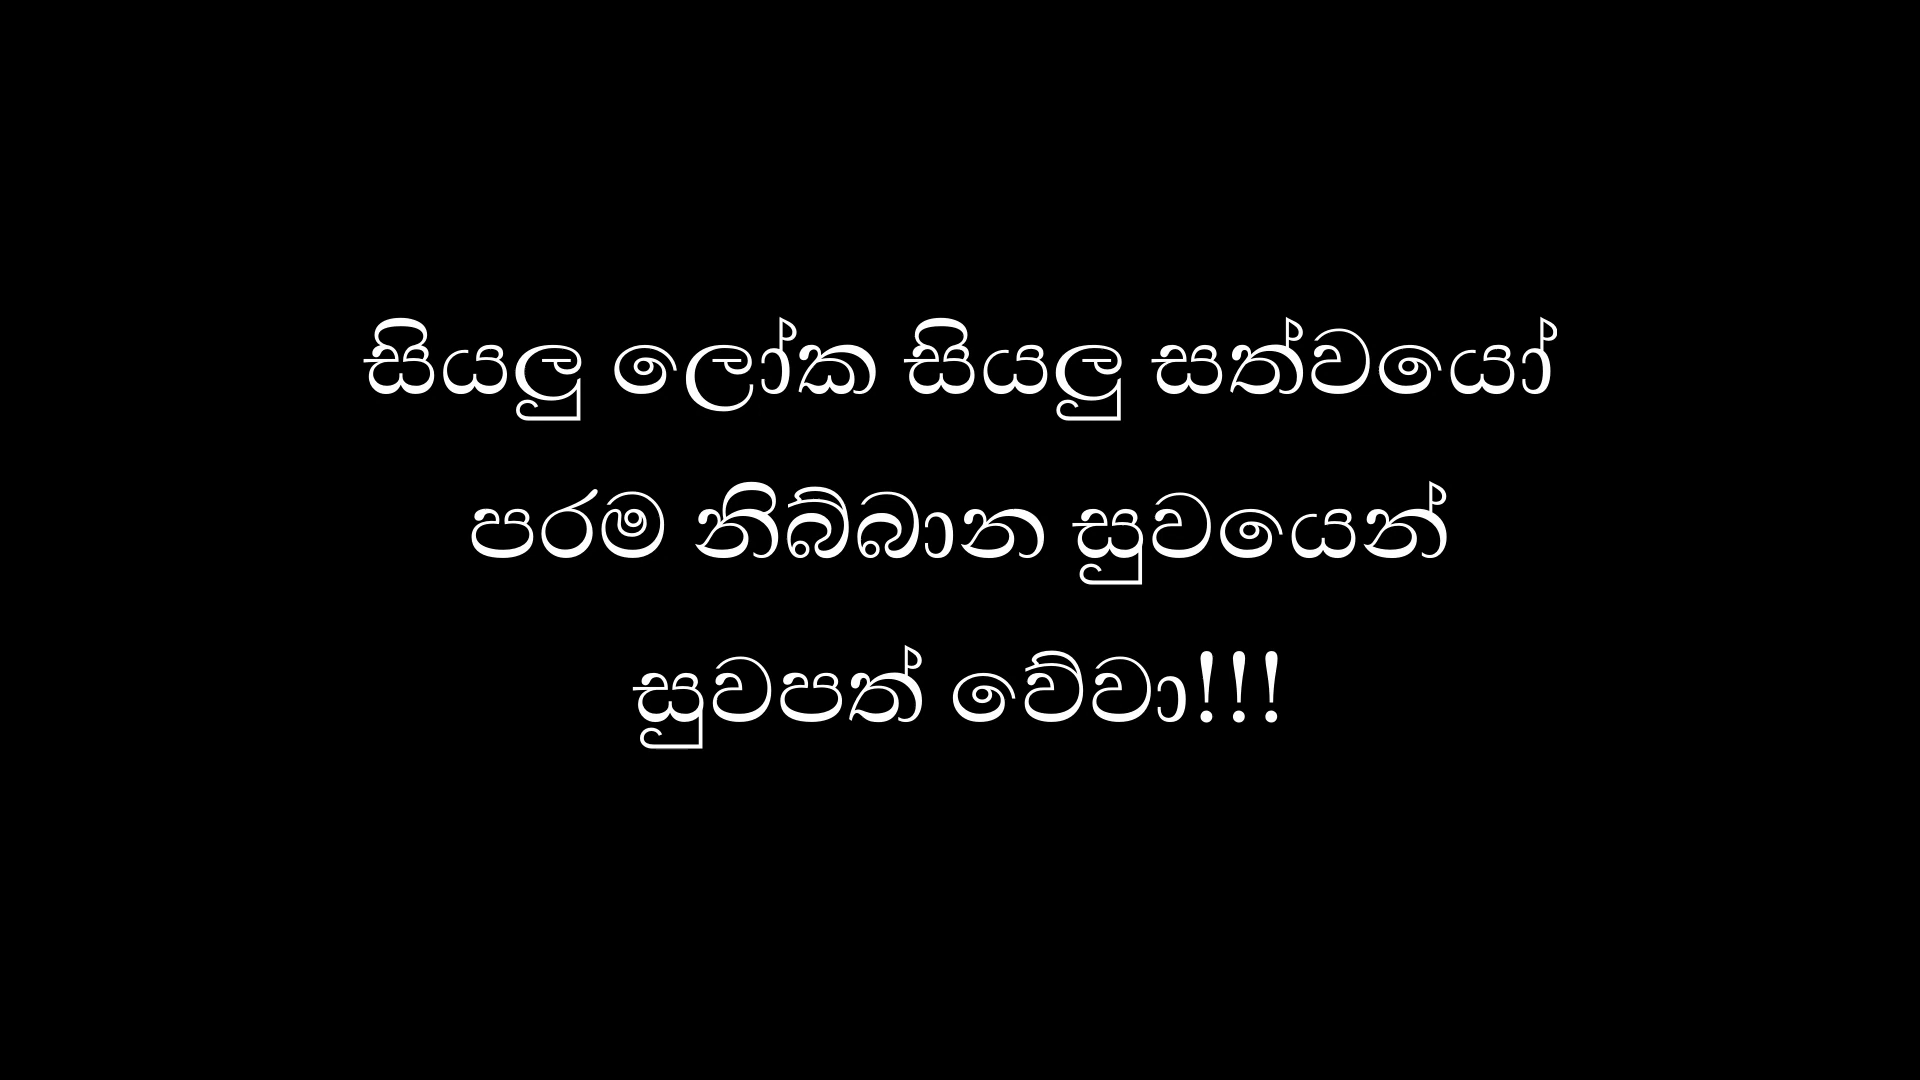 සියලු ලෝක සියලු සත්වයෝ
පරම නිබ්බාන සුවයෙන්
සුවපත් වේවා!!!